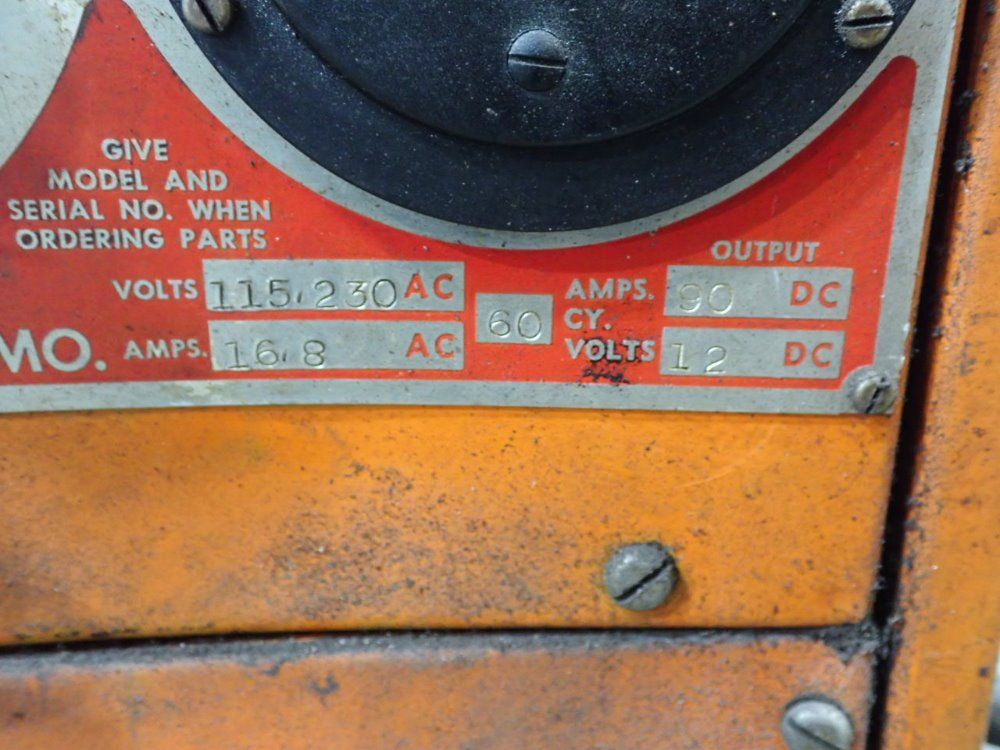 GIVE
MODEL AND
SERIAL NO. WHEN
ORDERING PARTS
OUTPUT
VOLTS 115,230 AC 60 CY. AMPS. 90 DC
MO. AMPS. 16,8 AC VOLTS 12 DC